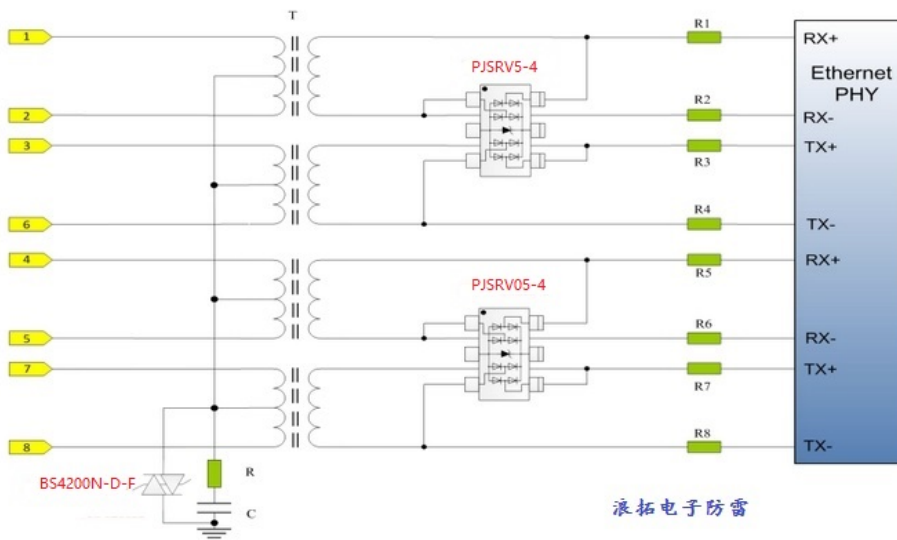 T
1
2
3
6
4
5
7
8
PJSRV5-4
PJSRV05-4
R1
R2
R3
R4
R5
R6
R7
R8
RX+
Ethernet
PHY
RX-
TX+
TX-
RX+
RX-
TX+
TX-
BS4200N-D-F
R
C
浪拓电子防雷